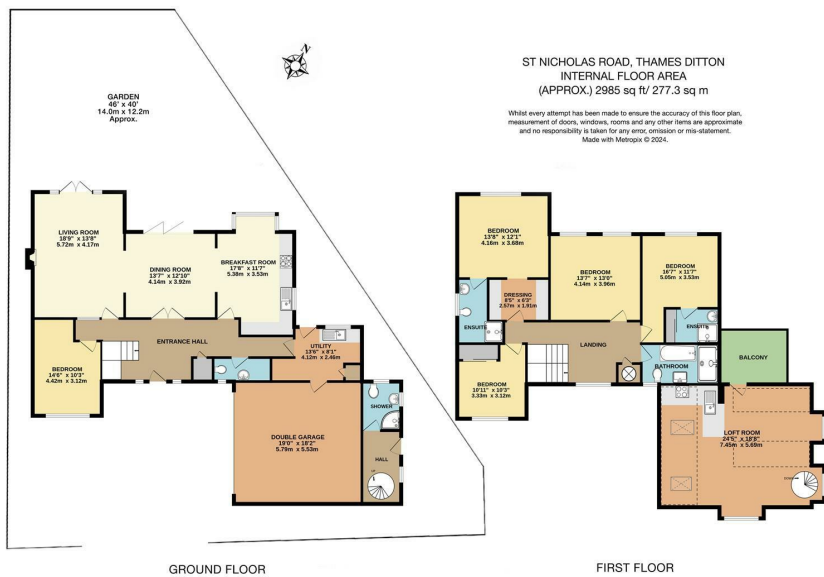 N
ST NICHOLAS ROAD, THAMES DITTON
INTERNAL FLOOR AREA
(APPROX.) 2985 sq ft/ 277.3 sq m
Whilst every attempt has been made to ensure the accuracy of this floor plan,
measurement of doors, windows, rooms and any other items are approximate
and no responsibility is taken for any error, omission or mis-statement.
Made with Metropix © 2024.
GARDEN
46' x 40'
14.0m x 12.2m
Approx.
LIVING ROOM
18'9" x 13'8"
5.72m x 4.17m
DINING ROOM
13'7" x 12'10"
4.14m x 3.92m
BREAKFAST ROOM
17'8" x 11'7"
5.38m x 3.53m
ENTRANCE HALL
UTILITY
13'6" x 8'1"
4.12m x 2.46m
BEDROOM
14'6" x 10'3"
4.42m x 3.12m
DOUBLE GARAGE
19'0" x 18'2"
5.79m x 5.53m
SHOWER
HALL
GROUND FLOOR
BEDROOM
13'8" x 12'1"
4.16m x 3.68m
BEDROOM
13'7" x 13'0"
4.14m x 3.96m
BEDROOM
16'7" x 11'7"
5.05m x 3.53m
DRESSING
8'5" x 6'3"
2.57m x 1.91m
ENSUITE
ENSUITE
LANDING
BATHROOM
BALCONY
BEDROOM
10'11" x 10'3"
3.33m x 3.12m
LOFT ROOM
24'5" x 18'8"
7.45m x 5.69m
FIRST FLOOR